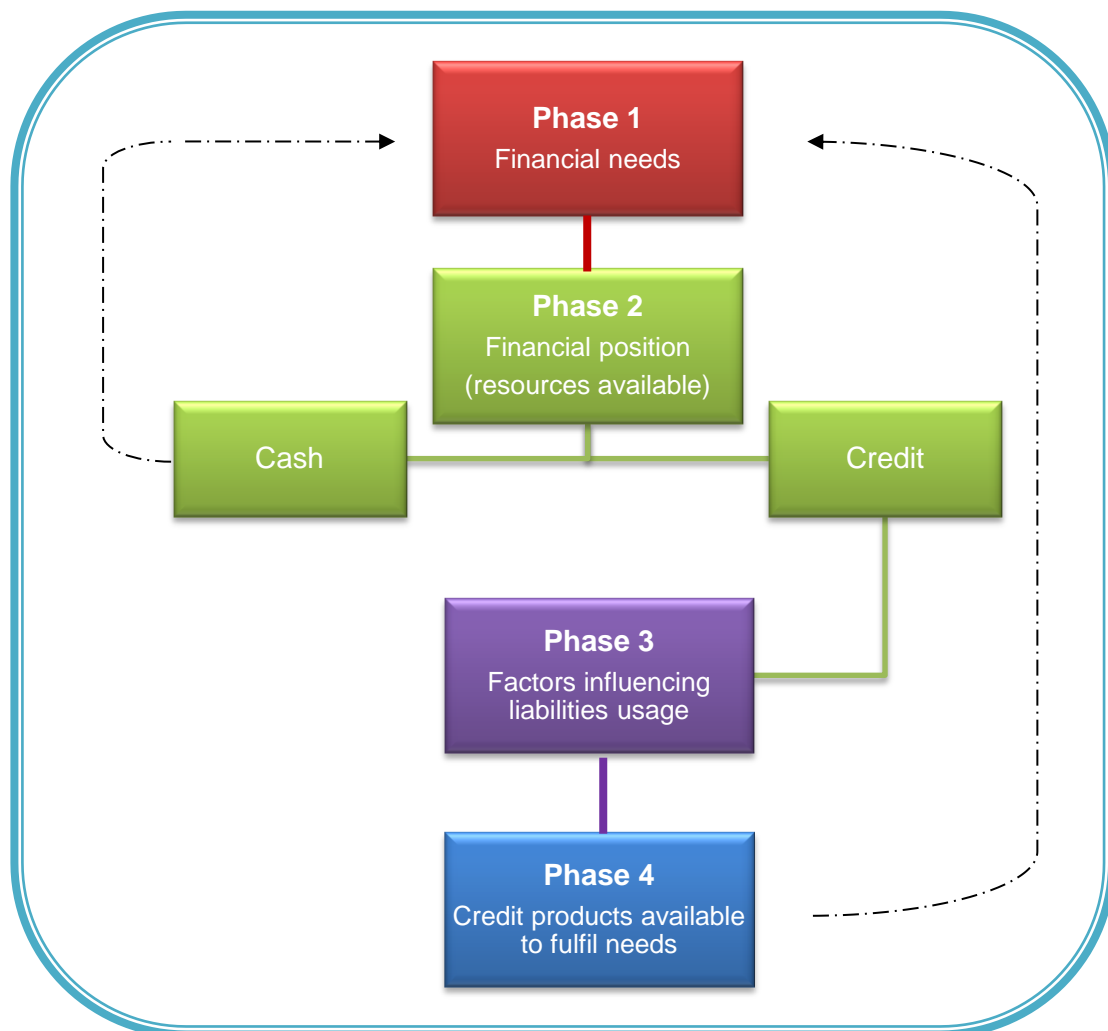 Phase 1
Financial needs
Phase 2
Financial position
(resources available)
Cash
Credit
Phase 3
Factors influencing
liabilities usage
Phase 4
Credit products available
to fulfil needs